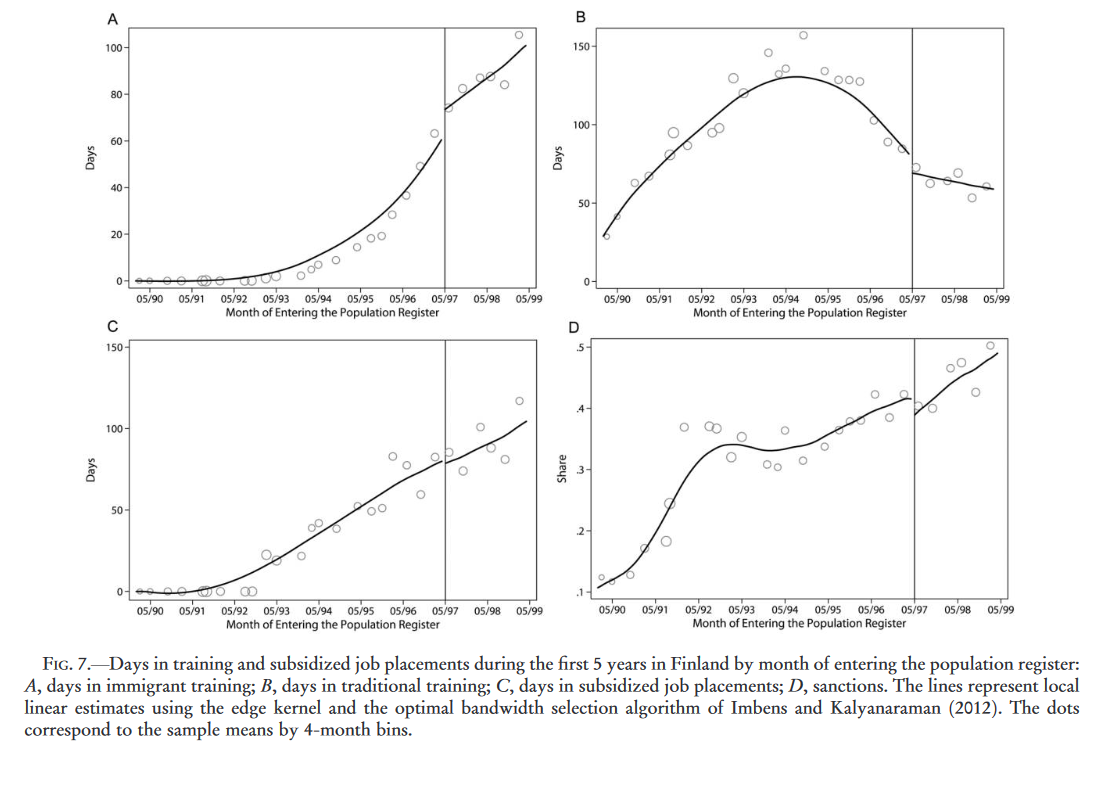 A
100
80
60
40
20
0
Days
05/90 05/91 05/92 05/93 05/94 05/95 05/96 05/97 05/98 05/99
Month of Entering the Population Register
B
150
100
50
0
Days
05/90 05/91 05/92 05/93 05/94 05/95 05/96 05/97 05/98 05/99
Month of Entering the Population Register
C
150
100
50
0
Days
05/90 05/91 05/92 05/93 05/94 05/95 05/96 05/97 05/98 05/99
Month of Entering the Population Register
D
.5
.4
.3
.2
.1
Share
05/90 05/91 05/92 05/93 05/94 05/95 05/96 05/97 05/98 05/99
Month of Entering the Population Register
FIG. 7.—Days in training and subsidized job placements during the first 5 years in Finland by month of entering the population register:
A, days in immigrant training; B, days in traditional training; C, days in subsidized job placements; D, sanctions. The lines represent local
linear estimates using the edge kernel and the optimal bandwidth selection algorithm of Imbens and Kalyanaraman (2012). The dots
correspond to the sample means by 4-month bins.